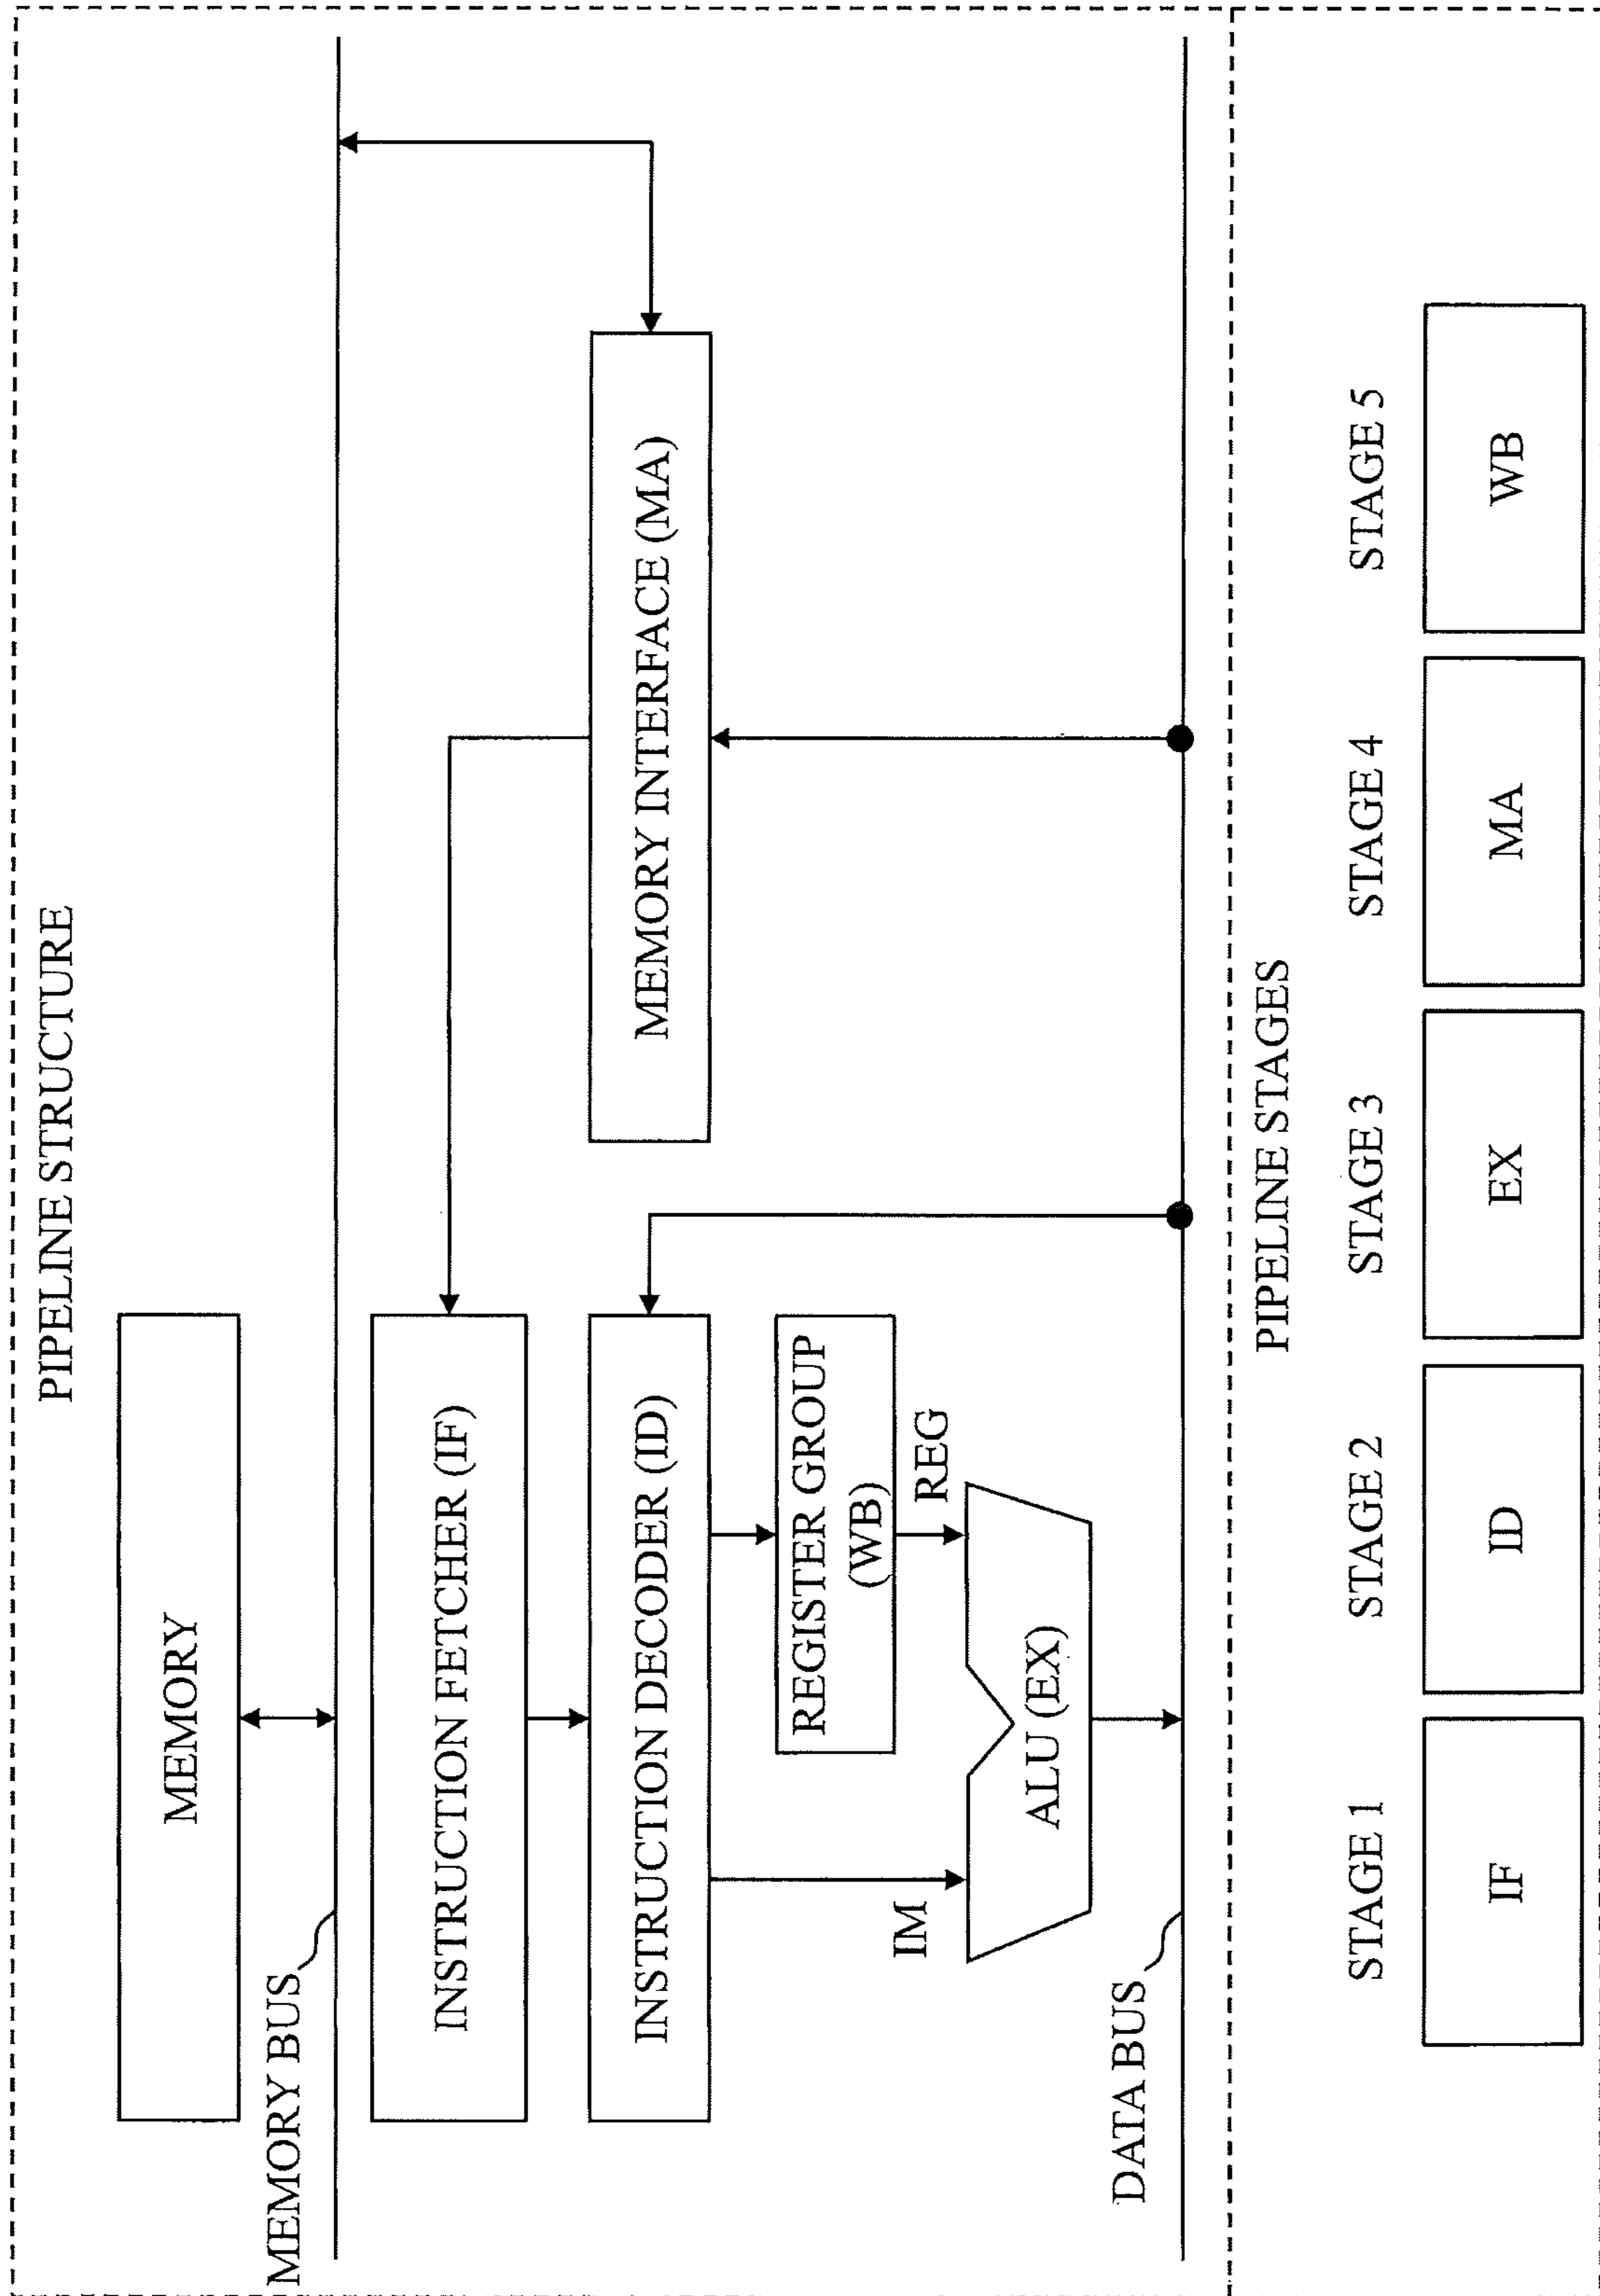 PIPELINE STRUCTURE
MEMORY
MEMORY BUS
INSTRUCTION FETCHER (IF)
INSTRUCTION DECODER (ID)
MEMORY INTERFACE (MA)
REGISTER GROUP
(WB)
IM
REG
ALU (EX)
DATA BUS
PIPELINE STAGES
STAGE 1
STAGE 2
STAGE 3
STAGE 4
STAGE 5
IF
ID
EX
MA
WB